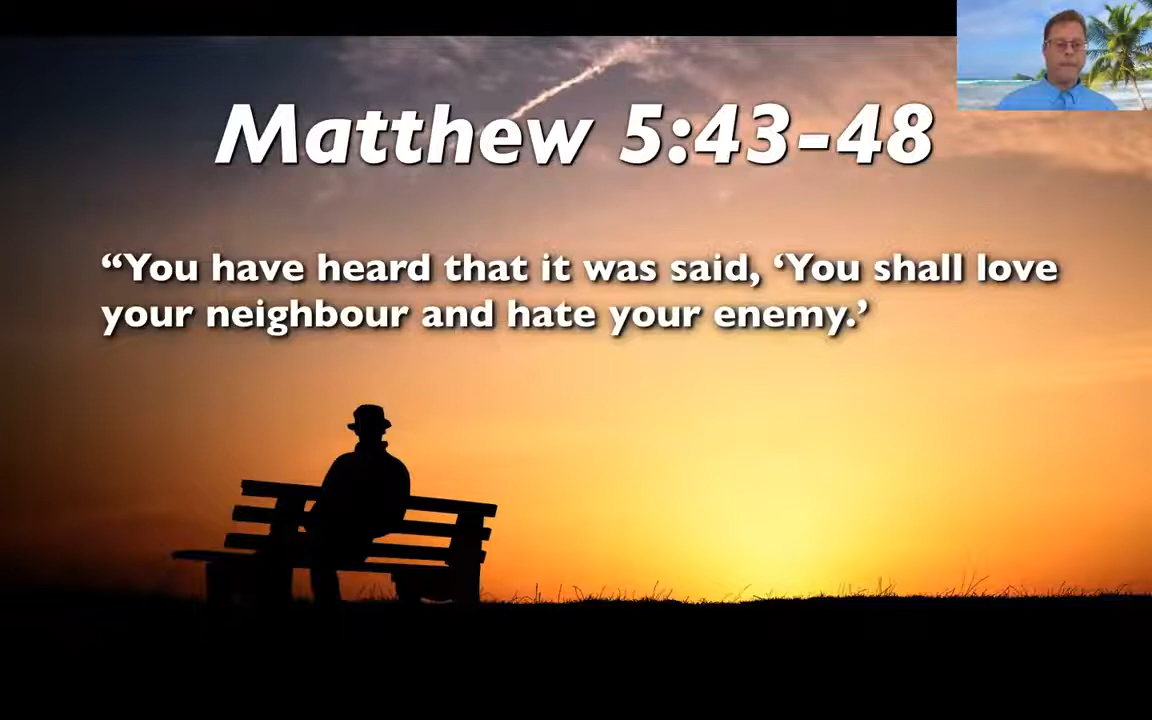 Matthew 5:43-48
“You have heard that it was said, ‘You shall love
your neighbour and hate your enemy.’